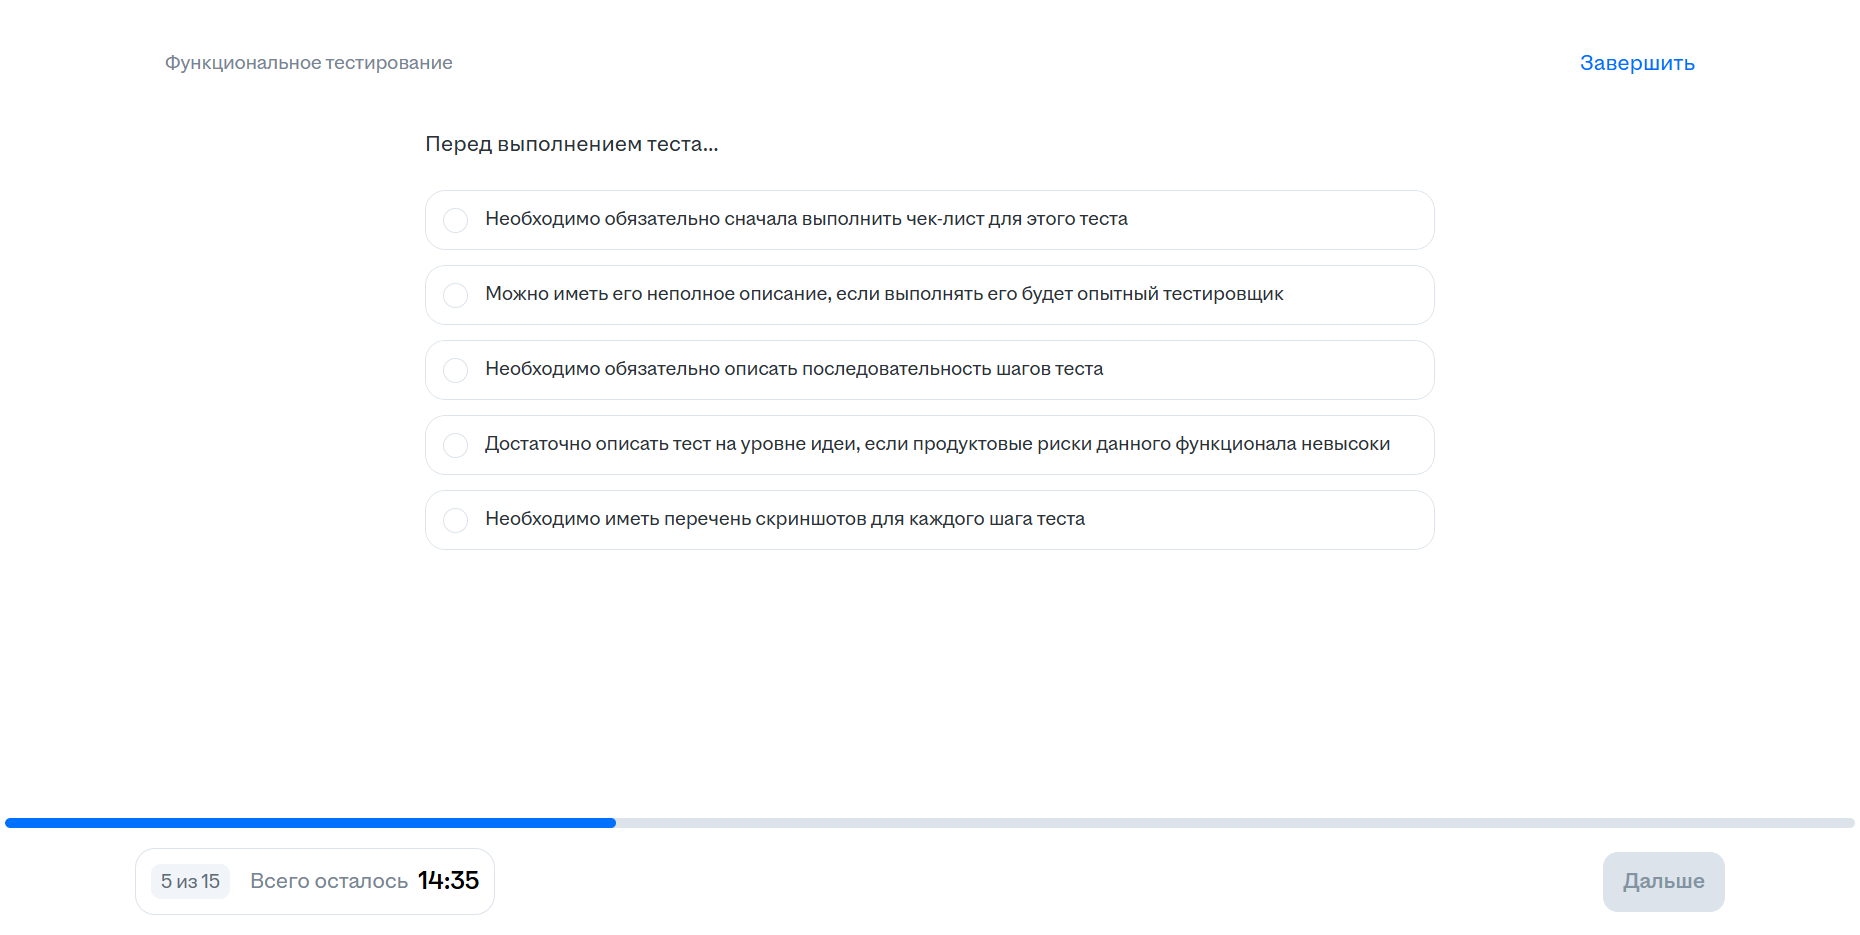 Функциональное тестирование
Завершить
Перед выполнением теста...
Необходимо обязательно сначала выполнить чек-лист для этого теста
Можно иметь его неполное описание, если выполнять его будет опытный тестировщик
Необходимо обязательно описать последовательность шагов теста
Достаточно описать тест на уровне идеи, если продуктовые риски данного функционала невысоки
Необходимо иметь перечень скриншотов для каждого шага теста
5 из 15
Всего осталось 14:35
Дальше